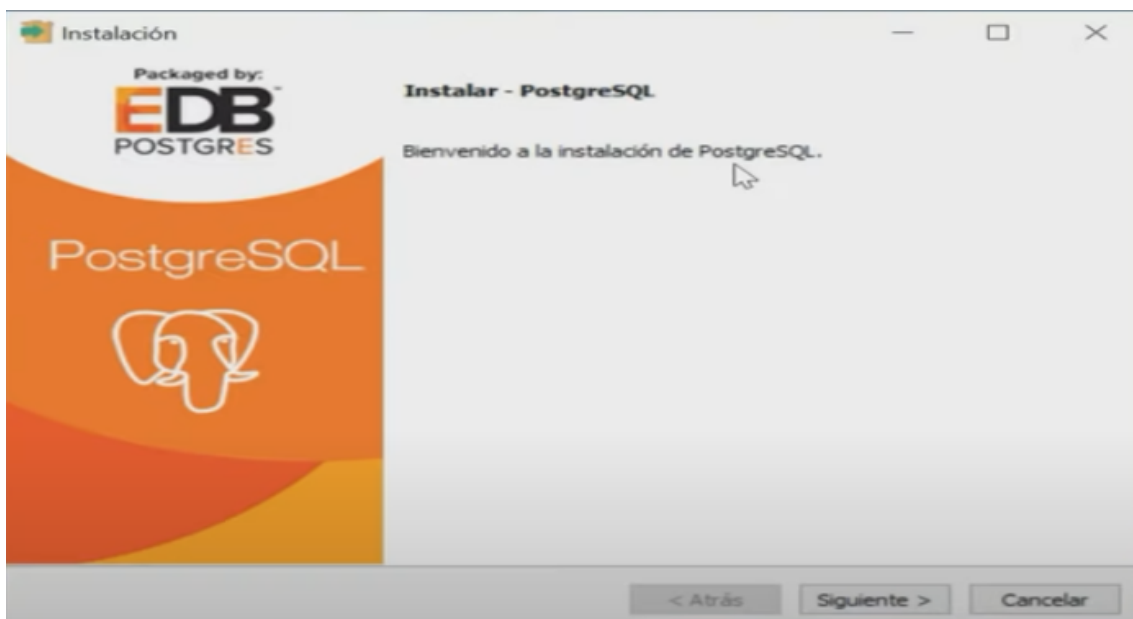 Instalación
Packaged by:
EDB
POSTGRES
PostgreSQL
Instalar - PostgreSQL
Bienvenido a la instalación de PostgreSQL.
< Atrás
Siguiente >
Cancelar